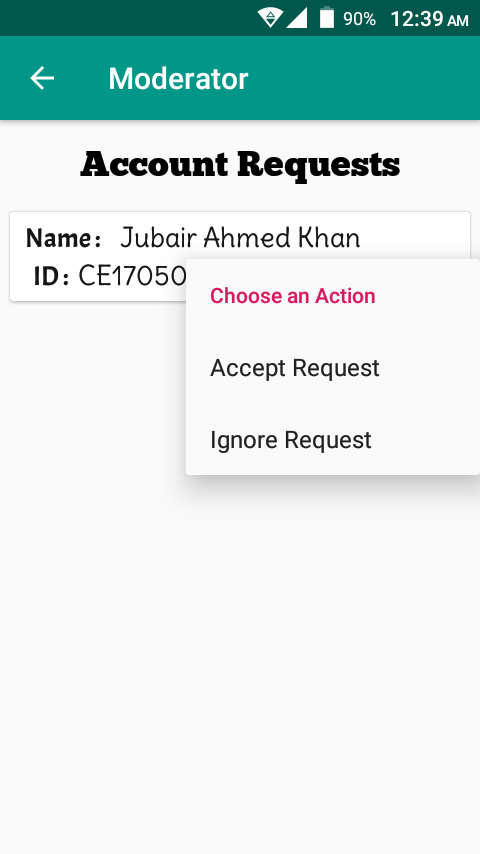 90% 12:39 AM
Moderator
Account Requests
Name: Jubair Ahmed Khan
ID: CE17050
Choose an Action
Accept Request
Ignore Request